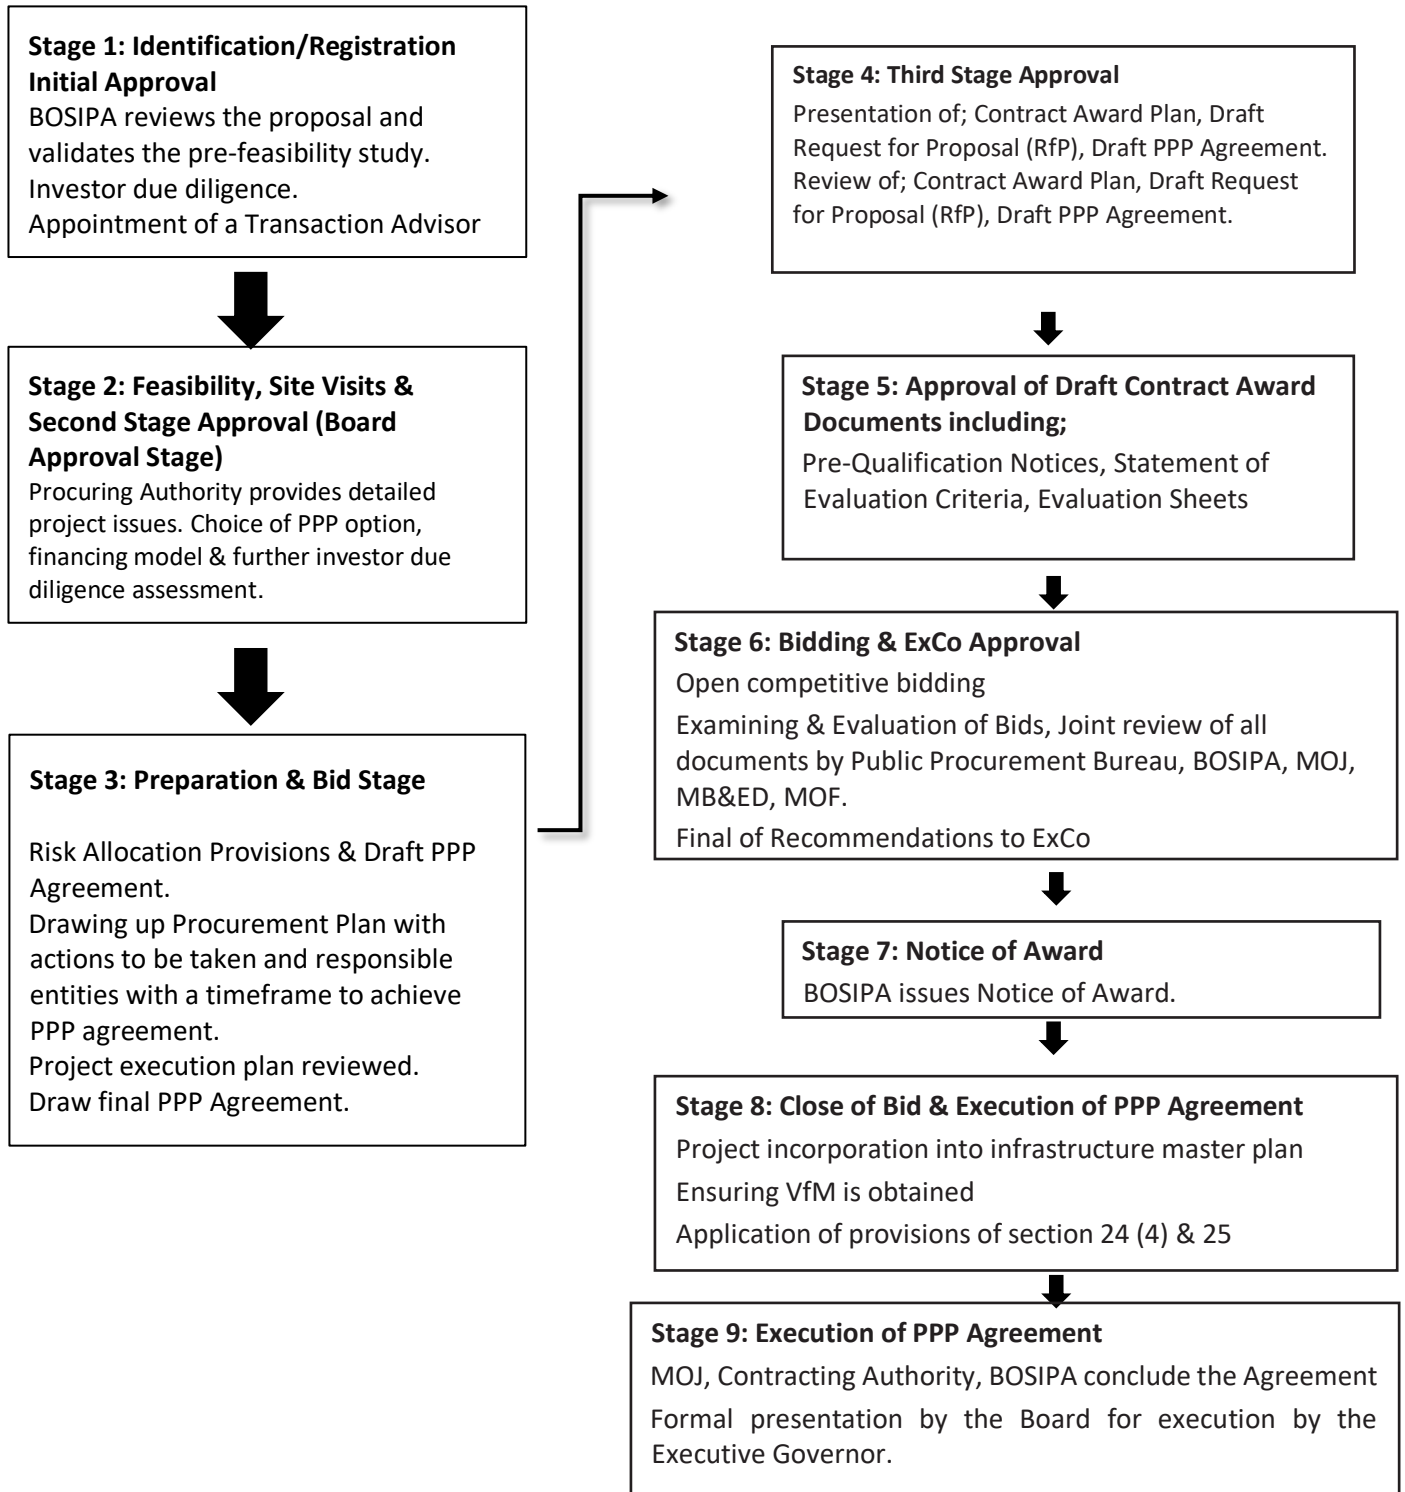 Stage 1: Identification/Registration
Initial Approval
BOSIPA reviews the proposal and
validates the pre-feasibility study.
Investor due diligence.
Appointment of a Transaction Advisor
Stage 2: Feasibility, Site Visits &
Second Stage Approval (Board
Approval Stage)
Procuring Authority provides detailed
project issues. Choice of PPP option,
financing model & further investor due
diligence assessment.
Stage 3: Preparation & Bid Stage
Risk Allocation Provisions & Draft PPP
Agreement.
Drawing up Procurement Plan with
actions to be taken and responsible
entities with a timeframe to achieve
PPP agreement.
Project execution plan reviewed.
Draw final PPP Agreement.
Stage 4: Third Stage Approval
Presentation of; Contract Award Plan, Draft
Request for Proposal (RfP), Draft PPP Agreement.
Review of; Contract Award Plan, Draft Request
for Proposal (RfP), Draft PPP Agreement.
Stage 5: Approval of Draft Contract Award
Documents including;
Pre-Qualification Notices, Statement of
Evaluation Criteria, Evaluation Sheets
Stage 6: Bidding & ExCo Approval
Open competitive bidding
Examining & Evaluation of Bids, Joint review of all
documents by Public Procurement Bureau, BOSIPA, MOJ,
MB&ED, MOF.
Final of Recommendations to ExCo
Stage 7: Notice of Award
BOSIPA issues Notice of Award.
Stage 8: Close of Bid & Execution of PPP Agreement
Project incorporation into infrastructure master plan
Ensuring VfM is obtained
Application of provisions of section 24 (4) & 25
Stage 9: Execution of PPP Agreement
MOJ, Contracting Authority, BOSIPA conclude the Agreement
Formal presentation by the Board for execution by the
Executive Governor.